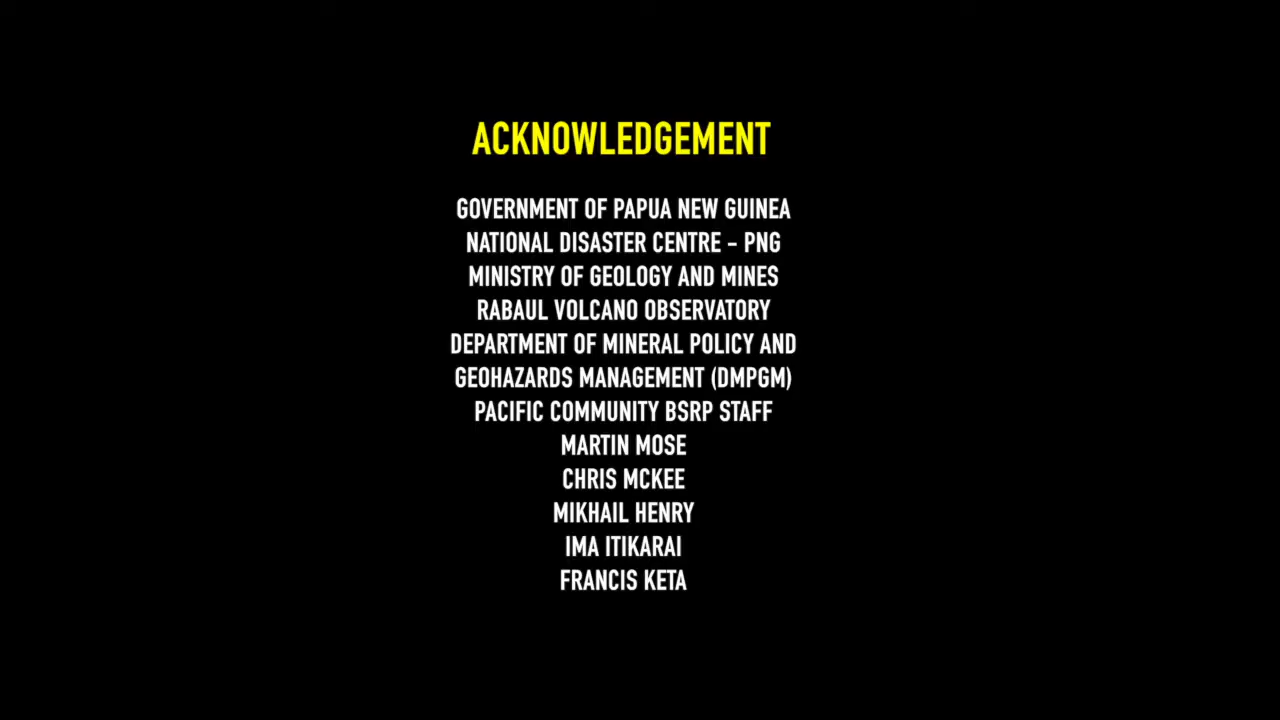 ACKNOWLEDGEMENT
GOVERNMENT OF PAPUA NEW GUINEA
NATIONAL DISASTER CENTRE - PNG
MINISTRY OF GEOLOGY AND MINES
RABAUL VOLCANO OBSERVATORY
DEPARTMENT OF MINERAL POLICY AND
GEOHAZARDS MANAGEMENT (DMPGM)
PACIFIC COMMUNITY BSRP STAFF
MARTIN MOSE
CHRIS MCKEE
MIKHAIL HENRY
IMA ITIKARAI
FRANCIS KETA